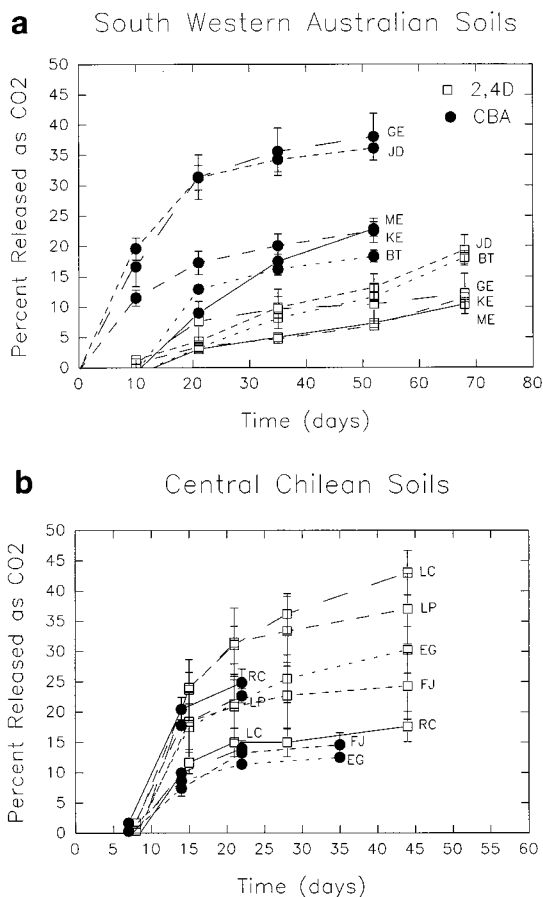 a South Western Australian Soils
50
45
40
35
30
25
20
15
10
5
0
Percent Released as CO2
2,4D
CBA
GE
JD
ME
KE
BT
JD
BT
GE
KE
ME
0 10 20 30 40 50 60 70 80
Time (days)
b Central Chilean Soils
50
45
40
35
30
25
20
15
10
5
0
Percent Released as CO2
LC
LP
EG
FJ
RC
RC
LP
LC
FJ
EG
0 5 10 15 20 25 30 35 40 45 50 55 60
Time (days)